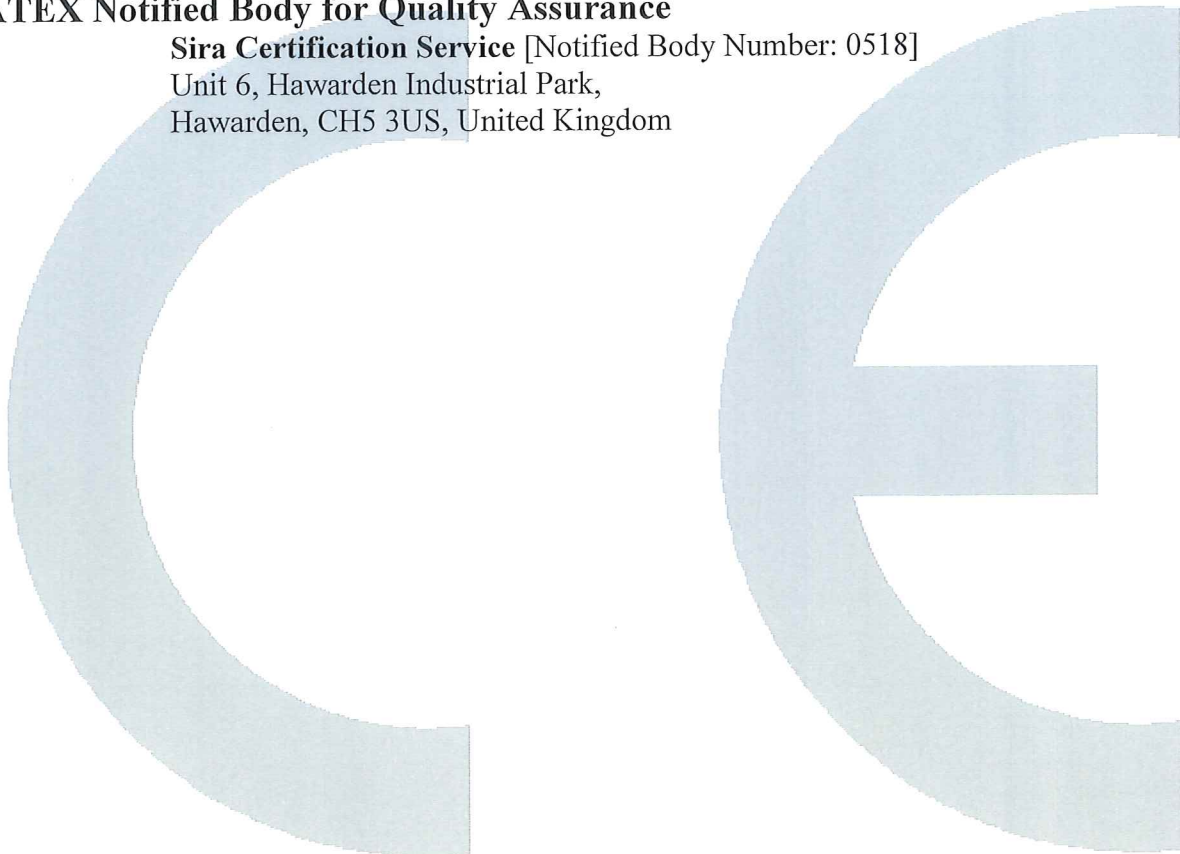 ATEX Notified Body for Quality Assurance
Sira Certification Service [Notified Body Number: 0518]
Unit 6, Hawarden Industrial Park,
Hawarden, CH5 3US, United Kingdom
CE